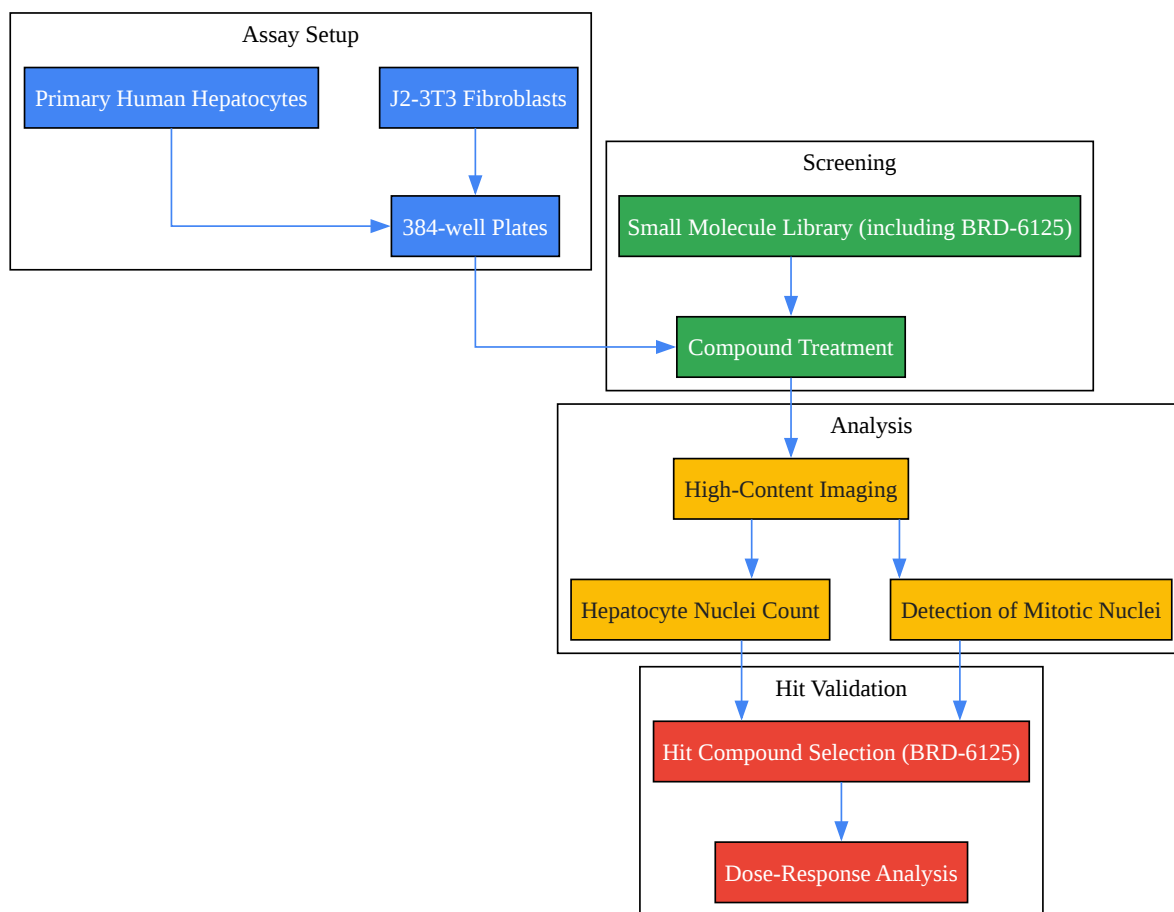 Assay Setup
Primary Human Hepatocytes
J2-3T3 Fibroblasts
384-well Plates
Screening
Small Molecule Library (including BRD-6125)
Compound Treatment
Analysis
High-Content Imaging
Hepatocyte Nuclei Count
Detection of Mitotic Nuclei
Hit Validation
Hit Compound Selection (BRD-6125)
Dose-Response Analysis